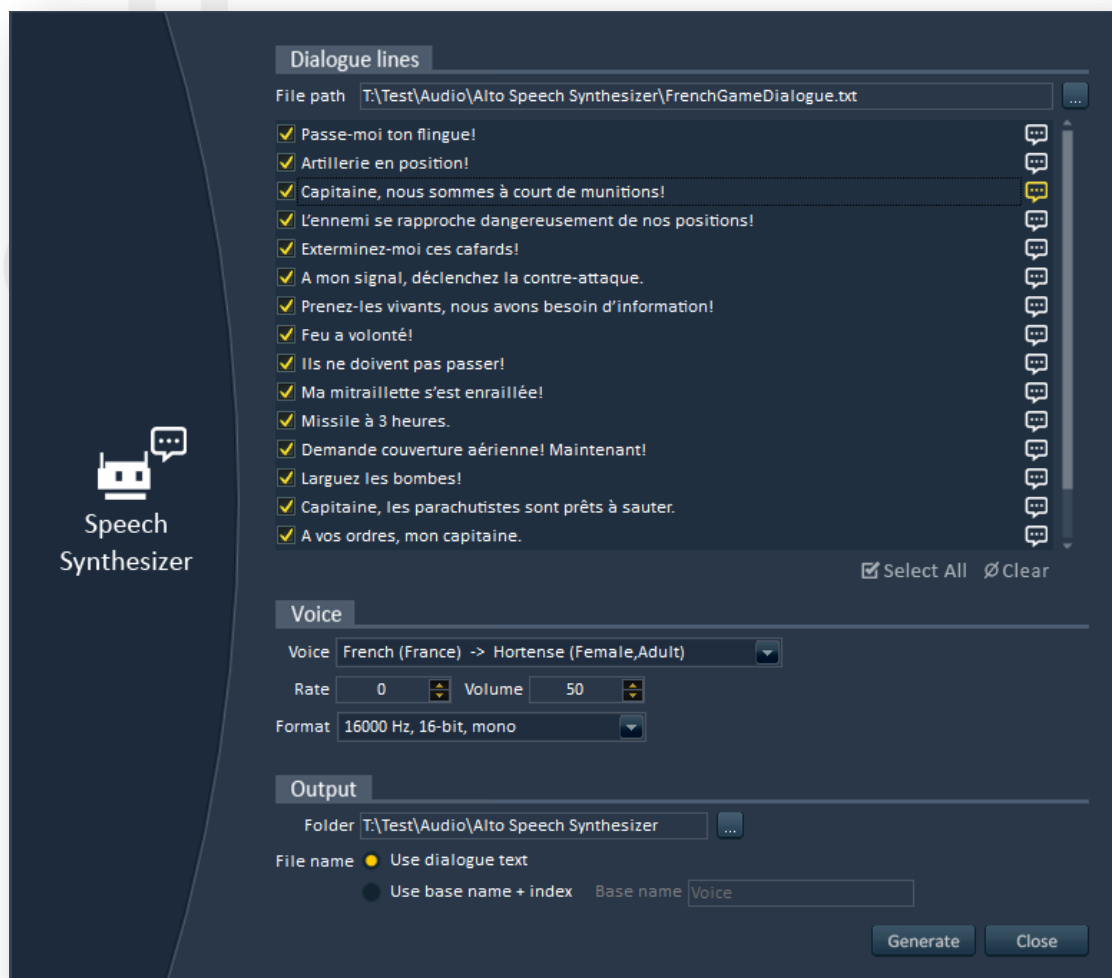 Dialogue lines
File path T:\Test\Audio\Alto Speech Synthesizer\FrenchGameDialogue.txt ...
Passe-moi ton flingue!
Artillerie en position!
Capitaine, nous sommes à court de munitions!
L'ennemi se rapproche dangereusement de nos positions!
Exterminez-moi ces cafards!
A mon signal, déclenchez la contre-attaque.
Prenez-les vivants, nous avons besoin d'information!
Feu a volonté!
Ils ne doivent pas passer!
Ma mitraillette s'est enraillée!
Missile à 3 heures.
Demande couverture aérienne! Maintenant!
Larguez les bombes!
Capitaine, les parachutistes sont prêts à sauter.
A vos ordres, mon capitaine.
Speech
Synthesizer
Select All Clear
Voice
Voice French (France) -> Hortense (Female,Adult)
Rate 0 Volume 50
Format 16000 Hz, 16-bit, mono
Output
Folder T:\Test\Audio\Alto Speech Synthesizer ...
File name Use dialogue text
Use base name + index Base name Voice
Generate Close